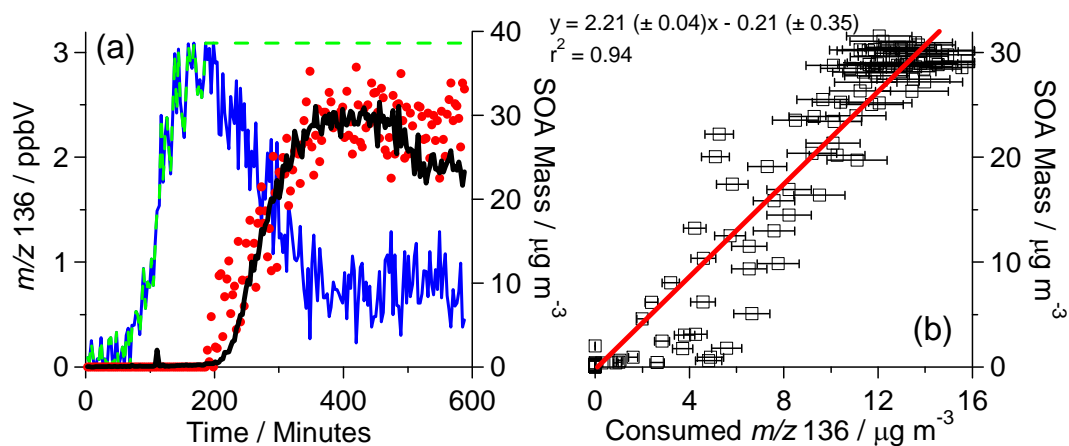 (a)
3
2
1
0
m/z 136 / ppbV
0
200
400
600
Time / Minutes
40
30
20
10
0
SOA Mass / μg m⁻³
y = 2.21 (± 0.04)x - 0.21 (± 0.35)
r² = 0.94
(b)
0
4
8
12
16
Consumed m/z 136 / μg m⁻³
30
20
10
0
SOA Mass / μg m⁻³